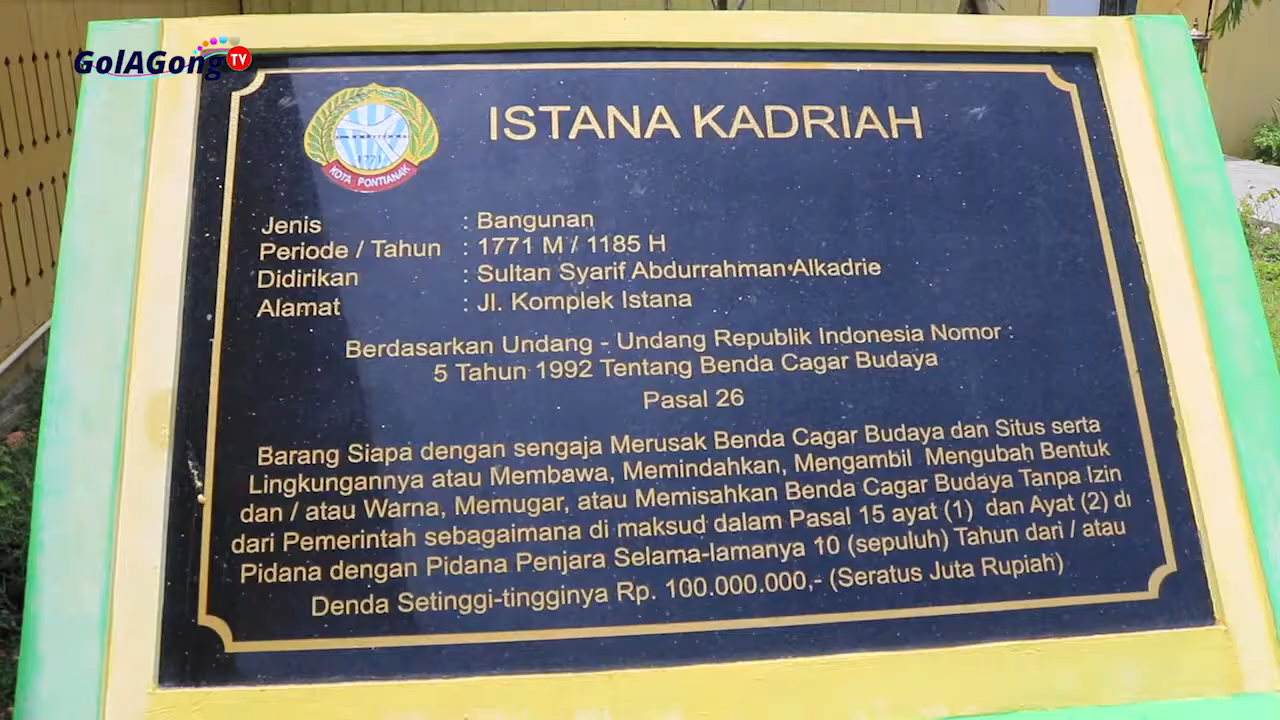 GolAGong TV
ISTANA KADRIAH
1771
KOTA PONTIANAK
Jenis : Bangunan
Periode / Tahun : 1771 M / 1185 H
Didirikan : Sultan Syarif Abdurrahman Alkadrie
Alamat : Jl. Komplek Istana
Berdasarkan Undang - Undang Republik Indonesia Nomor :
5 Tahun 1992 Tentang Benda Cagar Budaya
Pasal 26
Barang Siapa dengan sengaja Merusak Benda Cagar Budaya dan Situs serta
Lingkungannya atau Membawa, Memindahkan, Mengambil Mengubah Bentuk
dan / atau Warna, Memugar, atau Memisahkan Benda Cagar Budaya Tanpa Izin
dari Pemerintah sebagaimana di maksud dalam Pasal 15 ayat (1) dan Ayat (2) di
Pidana dengan Pidana Penjara Selama-lamanya 10 (sepuluh) Tahun dari / atau
Denda Setinggi-tingginya Rp. 100.000.000,- (Seratus Juta Rupiah)